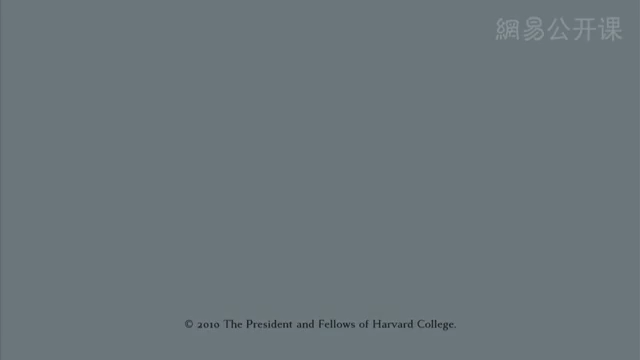 網易公开课
© 2010 The President and Fellows of Harvard College.